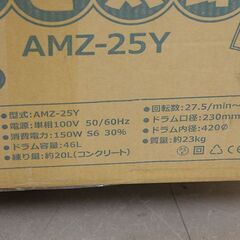 AMZ-25Y
●型式:AMZ-25Y
●電源:単相100V 50/60Hz
●消費電力:150W S6 30%
●ドラム容量:46L
●練り量:約20L(コンクリート)
●回転数:27.5/min
●ドラム口径:230mm
●ドラム内径:420Φ
●質量:約23kg